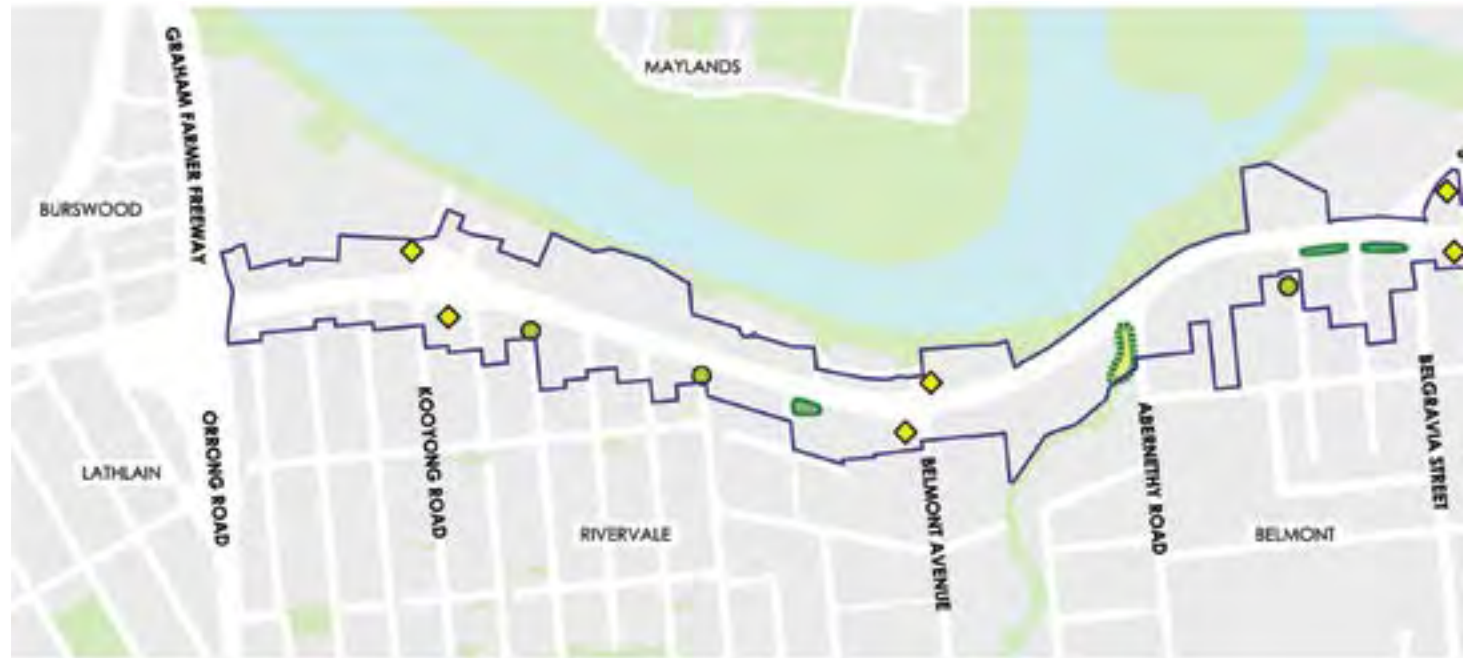 MAYLANDS
GRAHAM FARMER FREEWAY
BURSWOOD
KOOYONG ROAD
ORRONG ROAD
LATHLAIN
RIVERVALE
BELMONT AVENUE
ABERNETHY ROAD
BELMONT
BELGRAVIA STREET